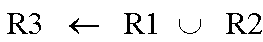 R3 ← R1 ∪ R2